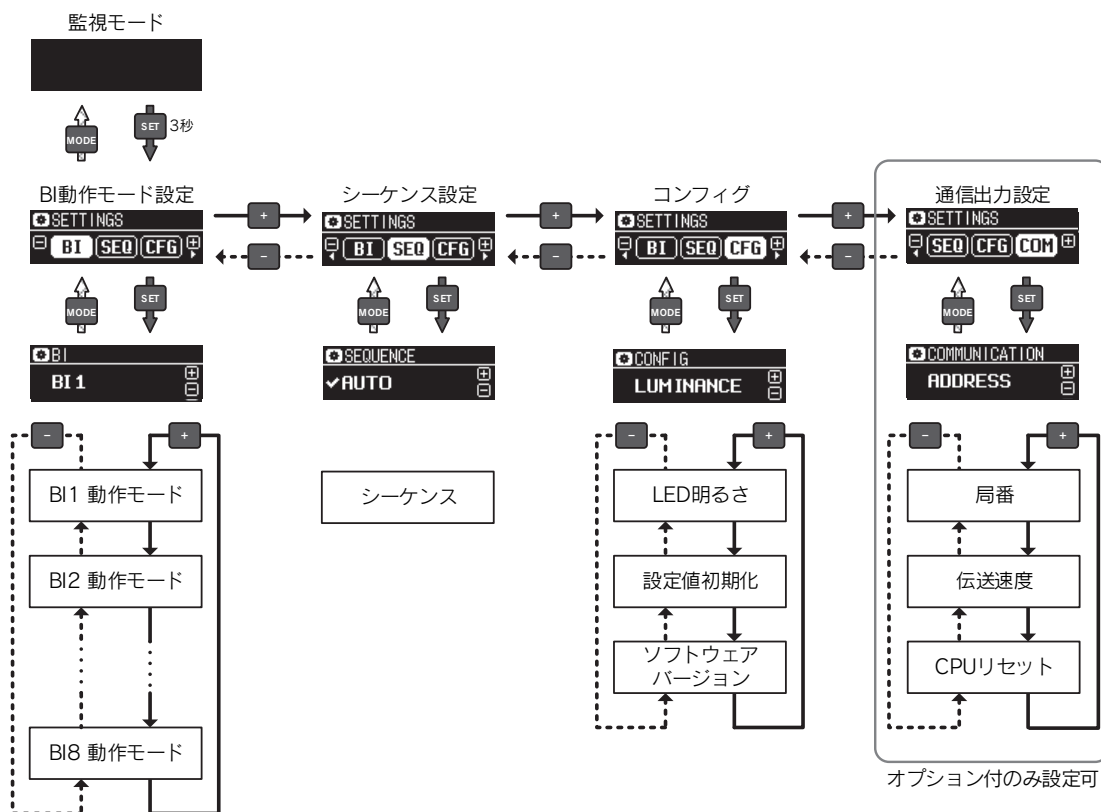 監視モード
MODE
SET
3秒
BI動作モード設定
SETTINGS
BI SEQ CFG
+
-
シーケンス設定
SETTINGS
BI SEQ CFG
+
-
コンフィグ
SETTINGS
BI SEQ CFG
+
-
通信出力設定
SETTINGS
SEQ CFG COM
MODE
SET
MODE
SET
MODE
SET
MODE
SET
BI
BI1
SEQUENCE
✓AUTO
CONFIG
LUMINANCE
COMMUNICATION
ADDRESS
-
+
BI1 動作モード
BI2 動作モード
BI8 動作モード
シーケンス
-
+
LED明るさ
設定値初期化
ソフトウェア
バージョン
-
+
局番
伝送速度
CPUリセット
オプション付のみ設定可